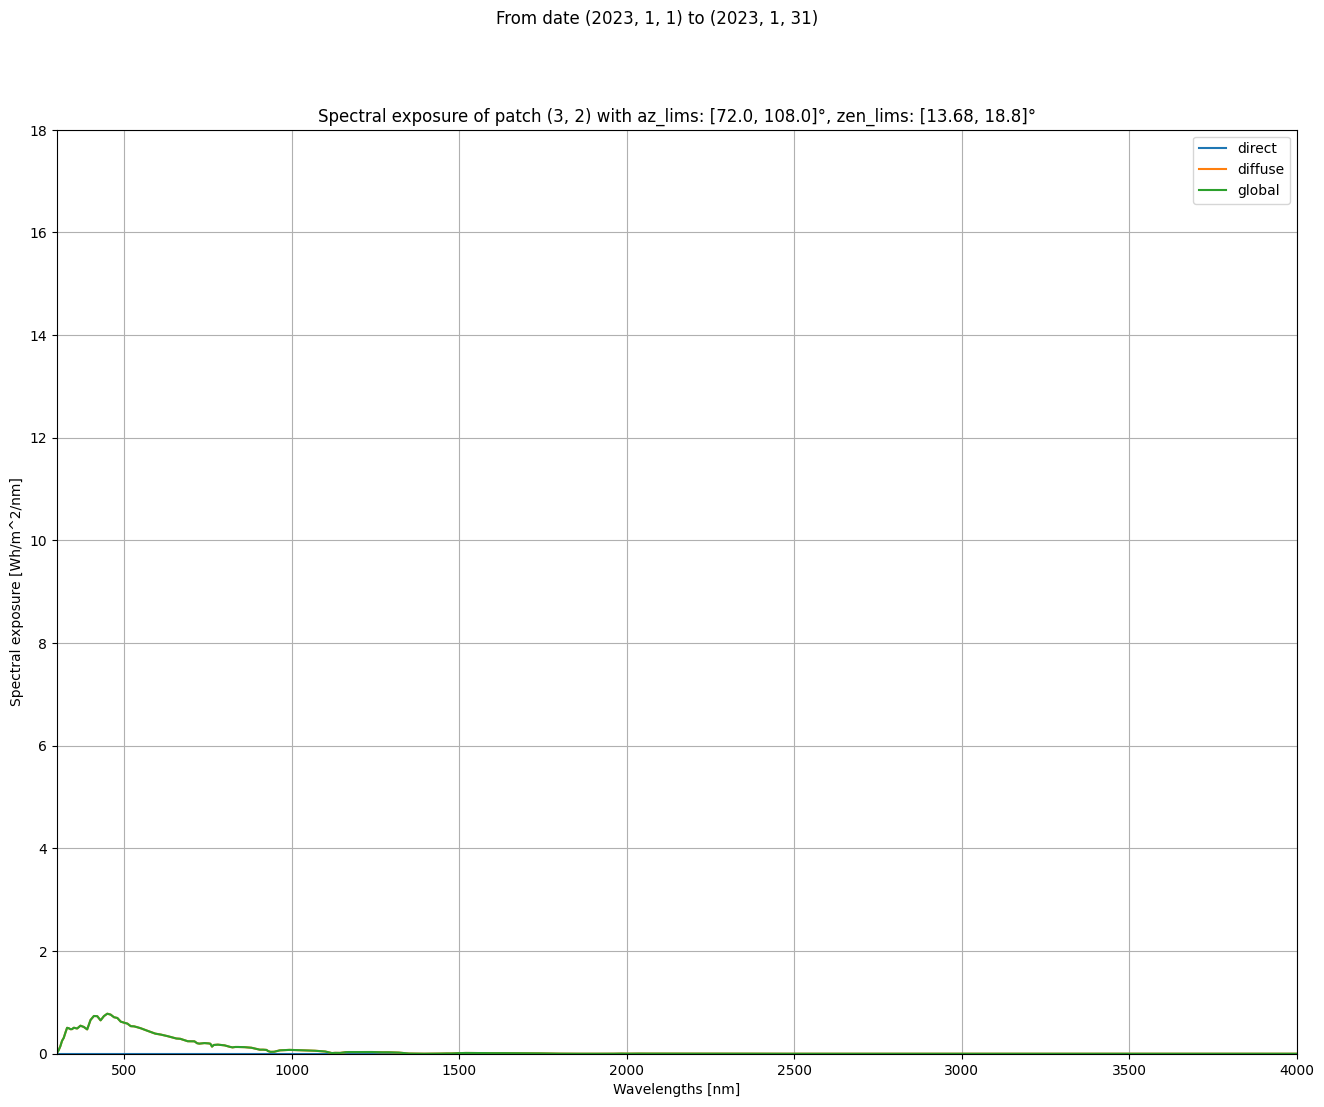 From date (2023, 1, 1) to (2023, 1, 31)
Spectral exposure of patch (3, 2) with az_lims: [72.0, 108.0]°, zen_lims: [13.68, 18.8]°
direct
diffuse
global
18
16
14
12
10
8
6
4
2
0
Spectral exposure [Wh/m^2/nm]
500 1000 1500 2000 2500 3000 3500 4000
Wavelengths [nm]